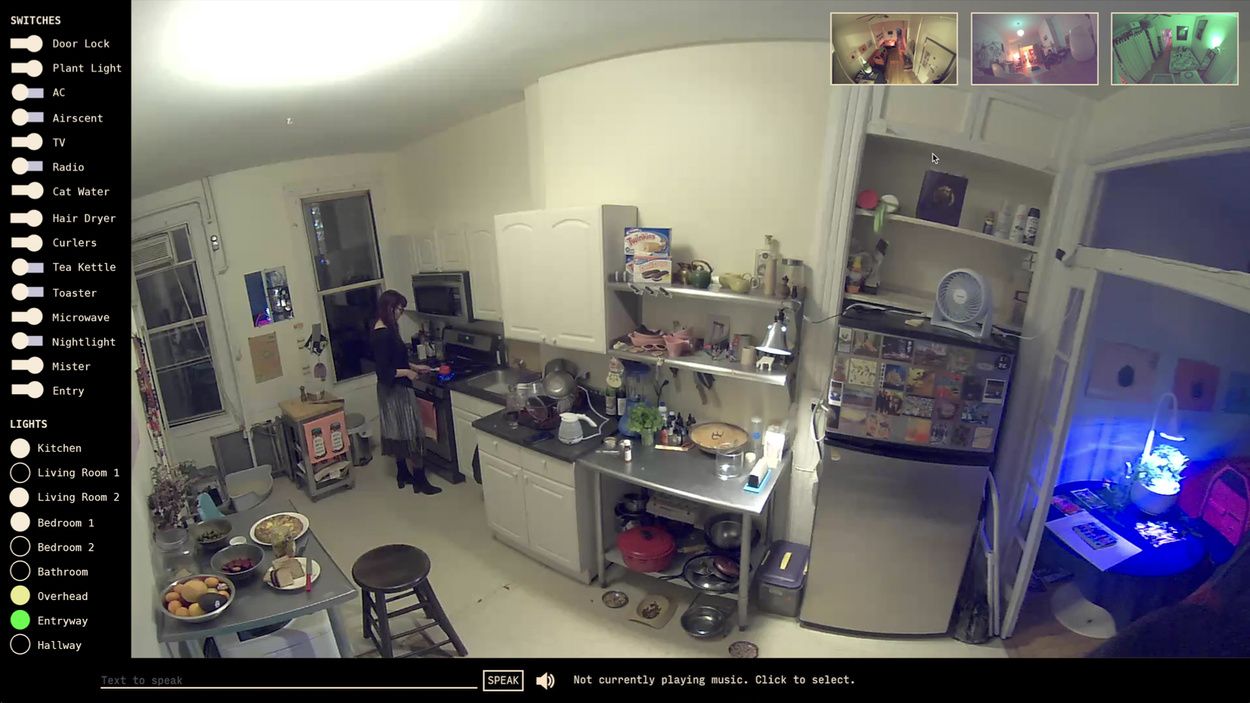 SWITCHES
Door Lock
Plant Light
AC
Airscent
TV
Radio
Cat Water
Hair Dryer
Curlers
Tea Kettle
Toaster
Microwave
Nightlight
Mister
Entry
LIGHTS
Kitchen
Living Room 1
Living Room 2
Bedroom 1
Bedroom 2
Bathroom
Overhead
Entryway
Hallway
Twinkies
Text to speak
SPEAK
Not currently playing music. Click to select.